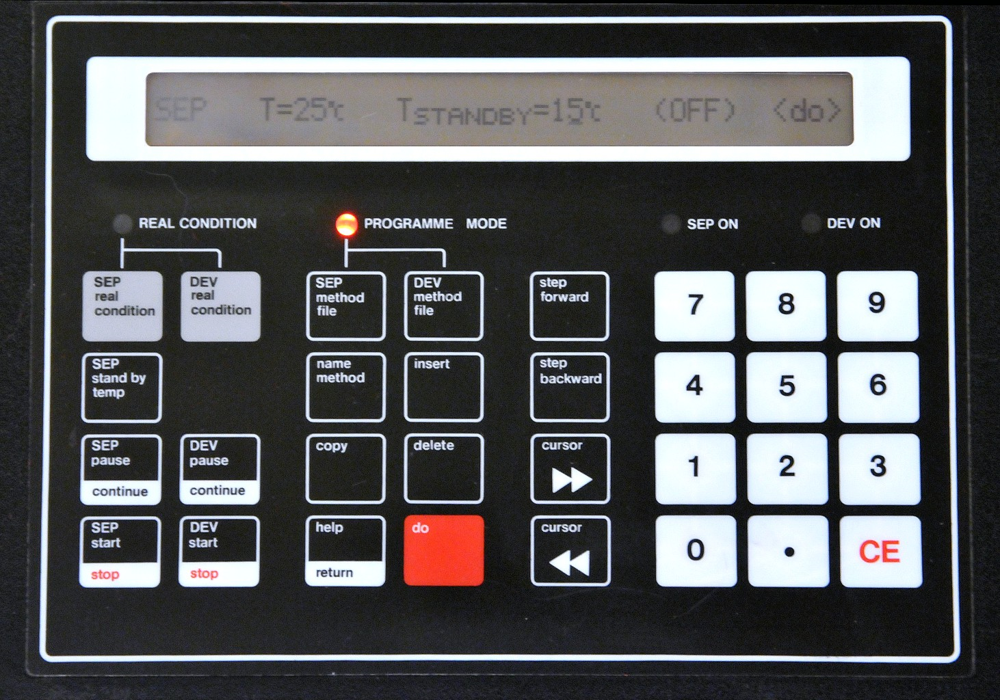 SEP T=25℃ TSTANDBY=15℃ (OFF) <do>
REAL CONDITION
PROGRAMME MODE
SEP ON
DEV ON
SEP
real
condition
DEV
real
condition
SEP
method
file
DEV
method
file
step
forward
7
8
9
SEP
stand by
temp
name
method
insert
step
backward
4
5
6
SEP
pause
continue
DEV
pause
continue
copy
delete
cursor
1
2
3
SEP
start
stop
DEV
start
stop
help
return
do
cursor
0
.
CE